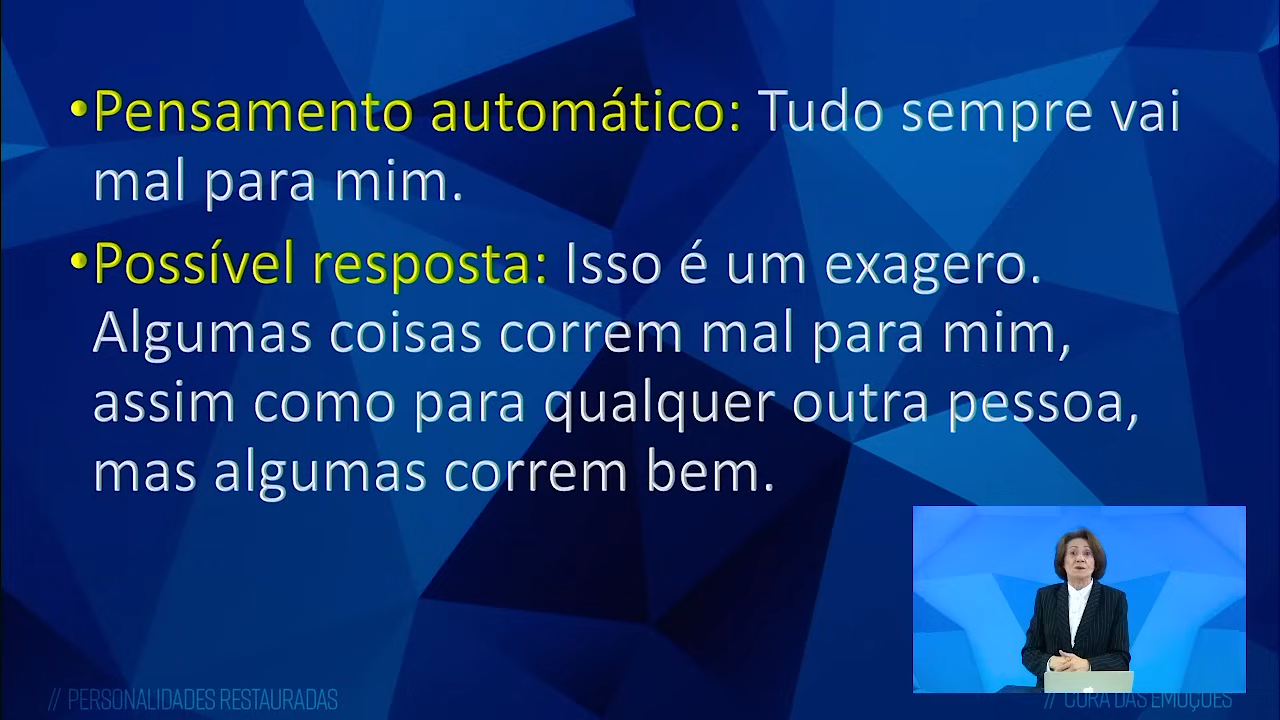 •Pensamento automático: Tudo sempre vai
mal para mim.
•Possível resposta: Isso é um exagero.
Algumas coisas correm mal para mim,
assim como para qualquer outra pessoa,
mas algumas correm bem.
// PERSONALIDADES RESTAURADAS
// CURA DAS EMOÇÕES